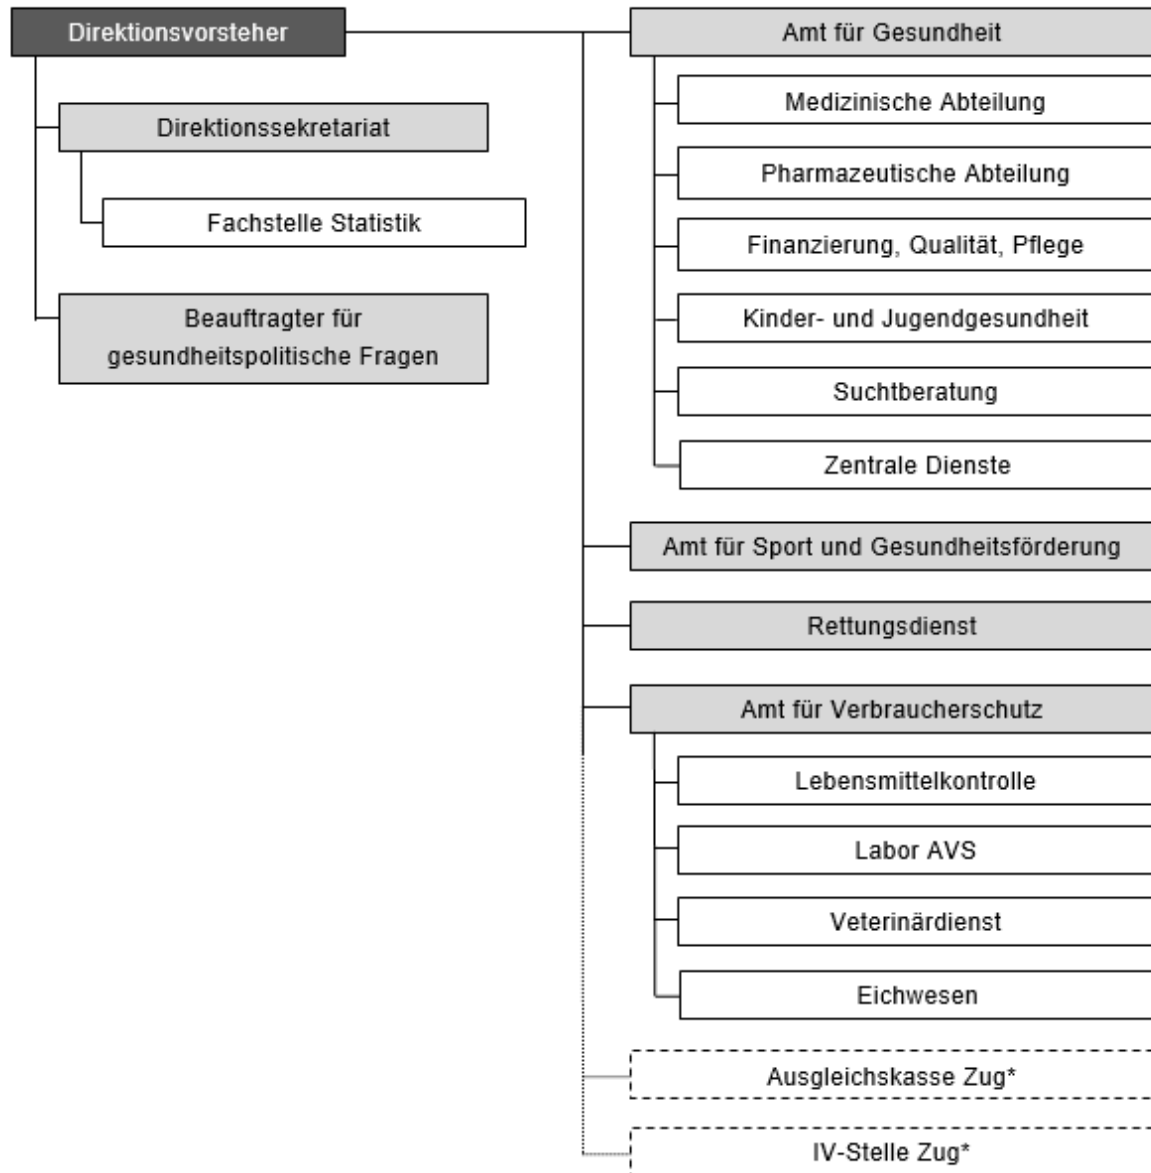 Direktionsvorsteher
Direktionssekretariat
Fachstelle Statistik
Beauftragter für
gesundheitspolitische Fragen
Amt für Gesundheit
Medizinische Abteilung
Pharmazeutische Abteilung
Finanzierung, Qualität, Pflege
Kinder- und Jugendgesundheit
Suchtberatung
Zentrale Dienste
Amt für Sport und Gesundheitsförderung
Rettungsdienst
Amt für Verbraucherschutz
Lebensmittelkontrolle
Labor AVS
Veterinärdienst
Eichwesen
Ausgleichskasse Zug*
IV-Stelle Zug*